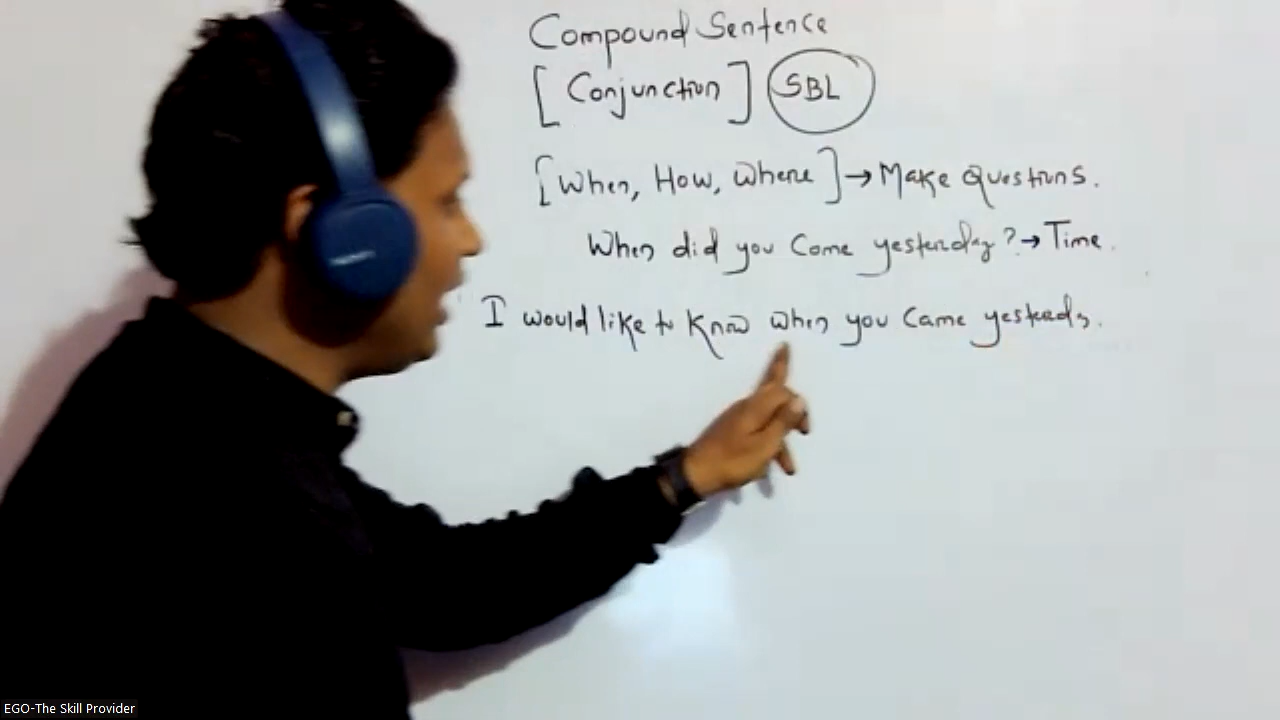 Compound Sentence
[Conjunction] SBL
[When, How, Where] → Make Questions.
When did you Come yesterday? → Time.
I would like to Know when you Came yesterday.
EGO-The Skill Provider